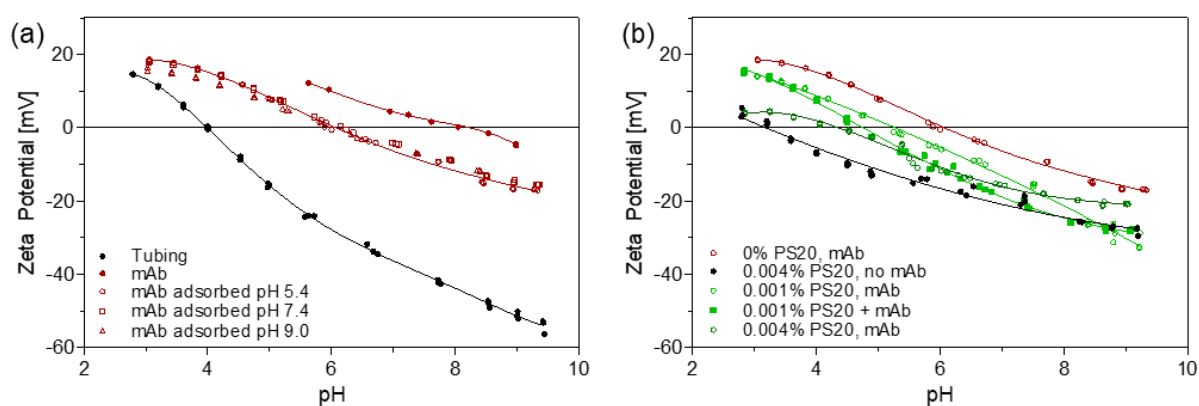 (a)
20
0
-20
-40
-60
Zeta Potential [mV]
Tubing
mAb
mAb adsorbed pH 5.4
mAb adsorbed pH 7.4
mAb adsorbed pH 9.0
2 4 6 8 10
pH
(b)
20
0
-20
-40
-60
Zeta Potential [mV]
0% PS20, mAb
0.004% PS20, no mAb
0.001% PS20, mAb
0.001% PS20 + mAb
0.004% PS20, mAb
2 4 6 8 10
pH